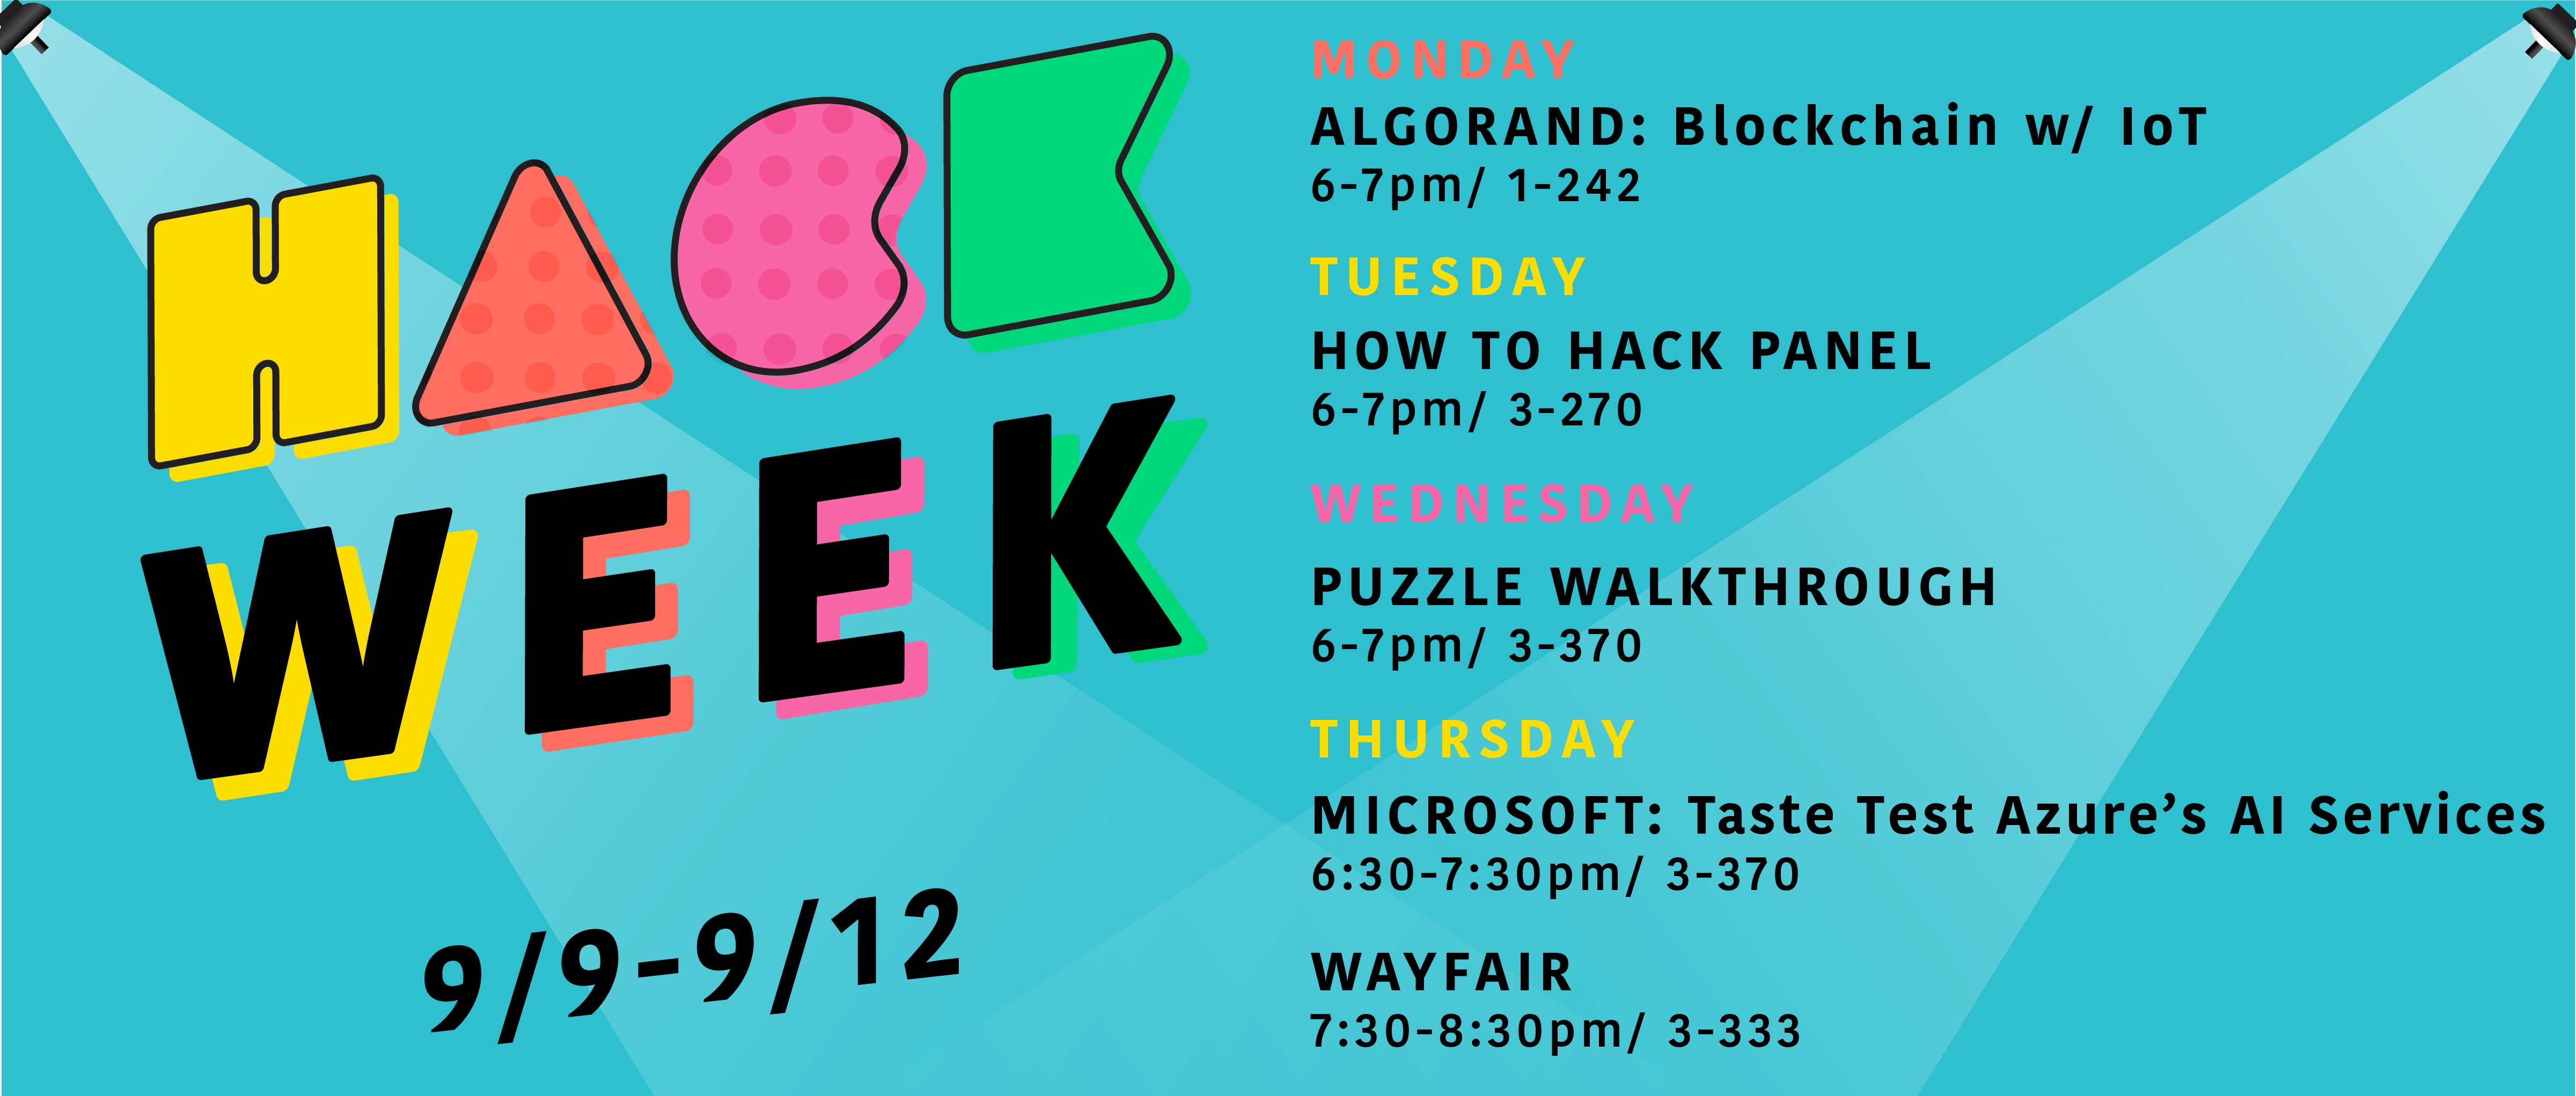 HACK
WEEK
9/9-9/12
MONDAY
ALGORAND: Blockchain w/ IoT
6-7pm/ 1-242
TUESDAY
HOW TO HACK PANEL
6-7pm/ 3-270
WEDNESDAY
PUZZLE WALKTHROUGH
6-7pm/ 3-370
THURSDAY
MICROSOFT: Taste Test Azure’s AI Services
6:30-7:30pm/ 3-370
WAYFAIR
7:30-8:30pm/ 3-333